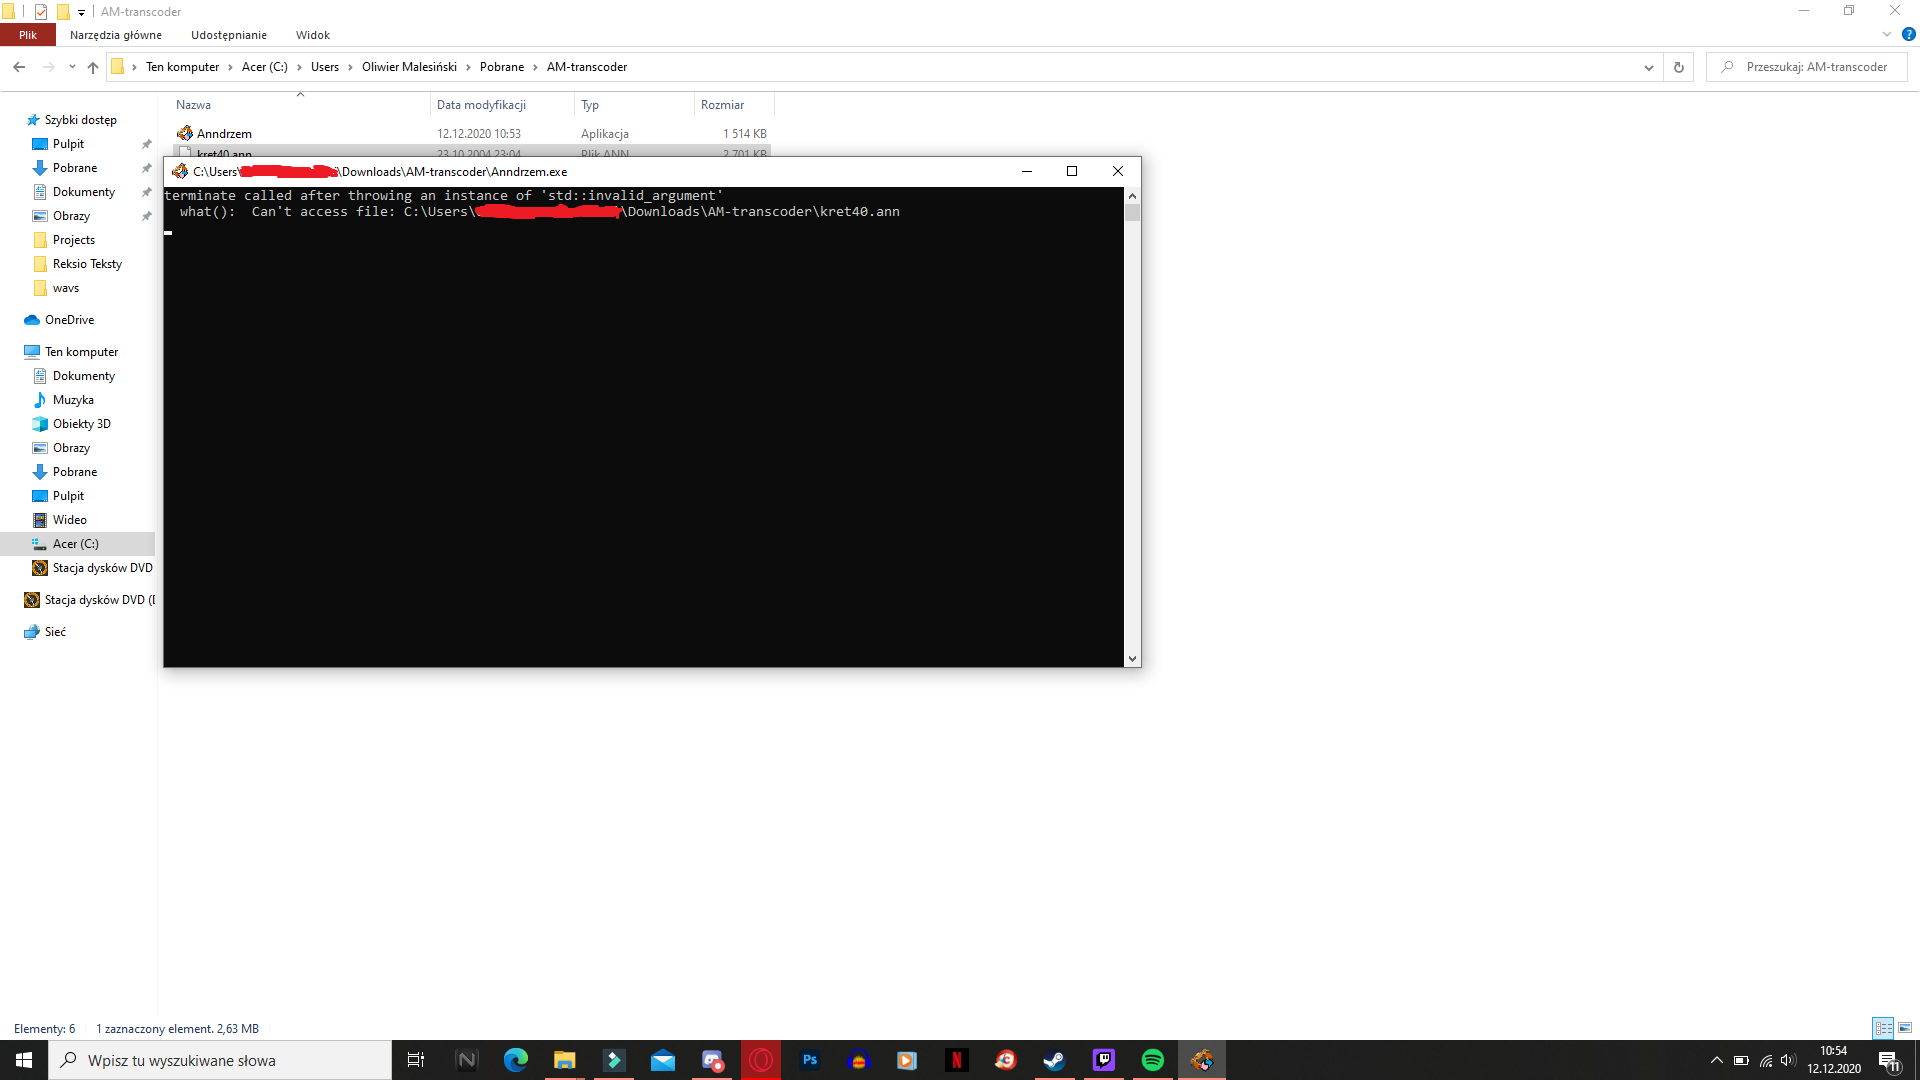 AM-transcoder
Plik Narzędzia główne Udostępnianie Widok
Ten komputer Acer (C:) Users Oliwier Malesiński Pobrane AM-transcoder
Przeszukaj: AM-transcoder
Nazwa Data modyfikacji Typ Rozmiar
Anndrzem 12.12.2020 10:53 Aplikacja 1 514 KB
kret40.ann 23.10.2004 23:04 Plik ANN 2 701 KB
Szybki dostęp
Pulpit
Pobrane
Dokumenty
Obrazy
Projects
Reksio Teksty
wavs
OneDrive
Ten komputer
Dokumenty
Muzyka
Obiekty 3D
Obrazy
Pobrane
Pulpit
Wideo
Acer (C:)
Stacja dysków DVD
Stacja dysków DVD (D
Sieć
C:\Users\ \Downloads\AM-transcoder\Anndrzem.exe
terminate called after throwing an instance of 'std::invalid_argument'
what(): Can't access file: C:\Users\ \Downloads\AM-transcoder\kret40.ann
Elementy: 6 1 zaznaczony element. 2,63 MB
Wpisz tu wyszukiwane słowa
Ps
N
10:54
12.12.2020
11